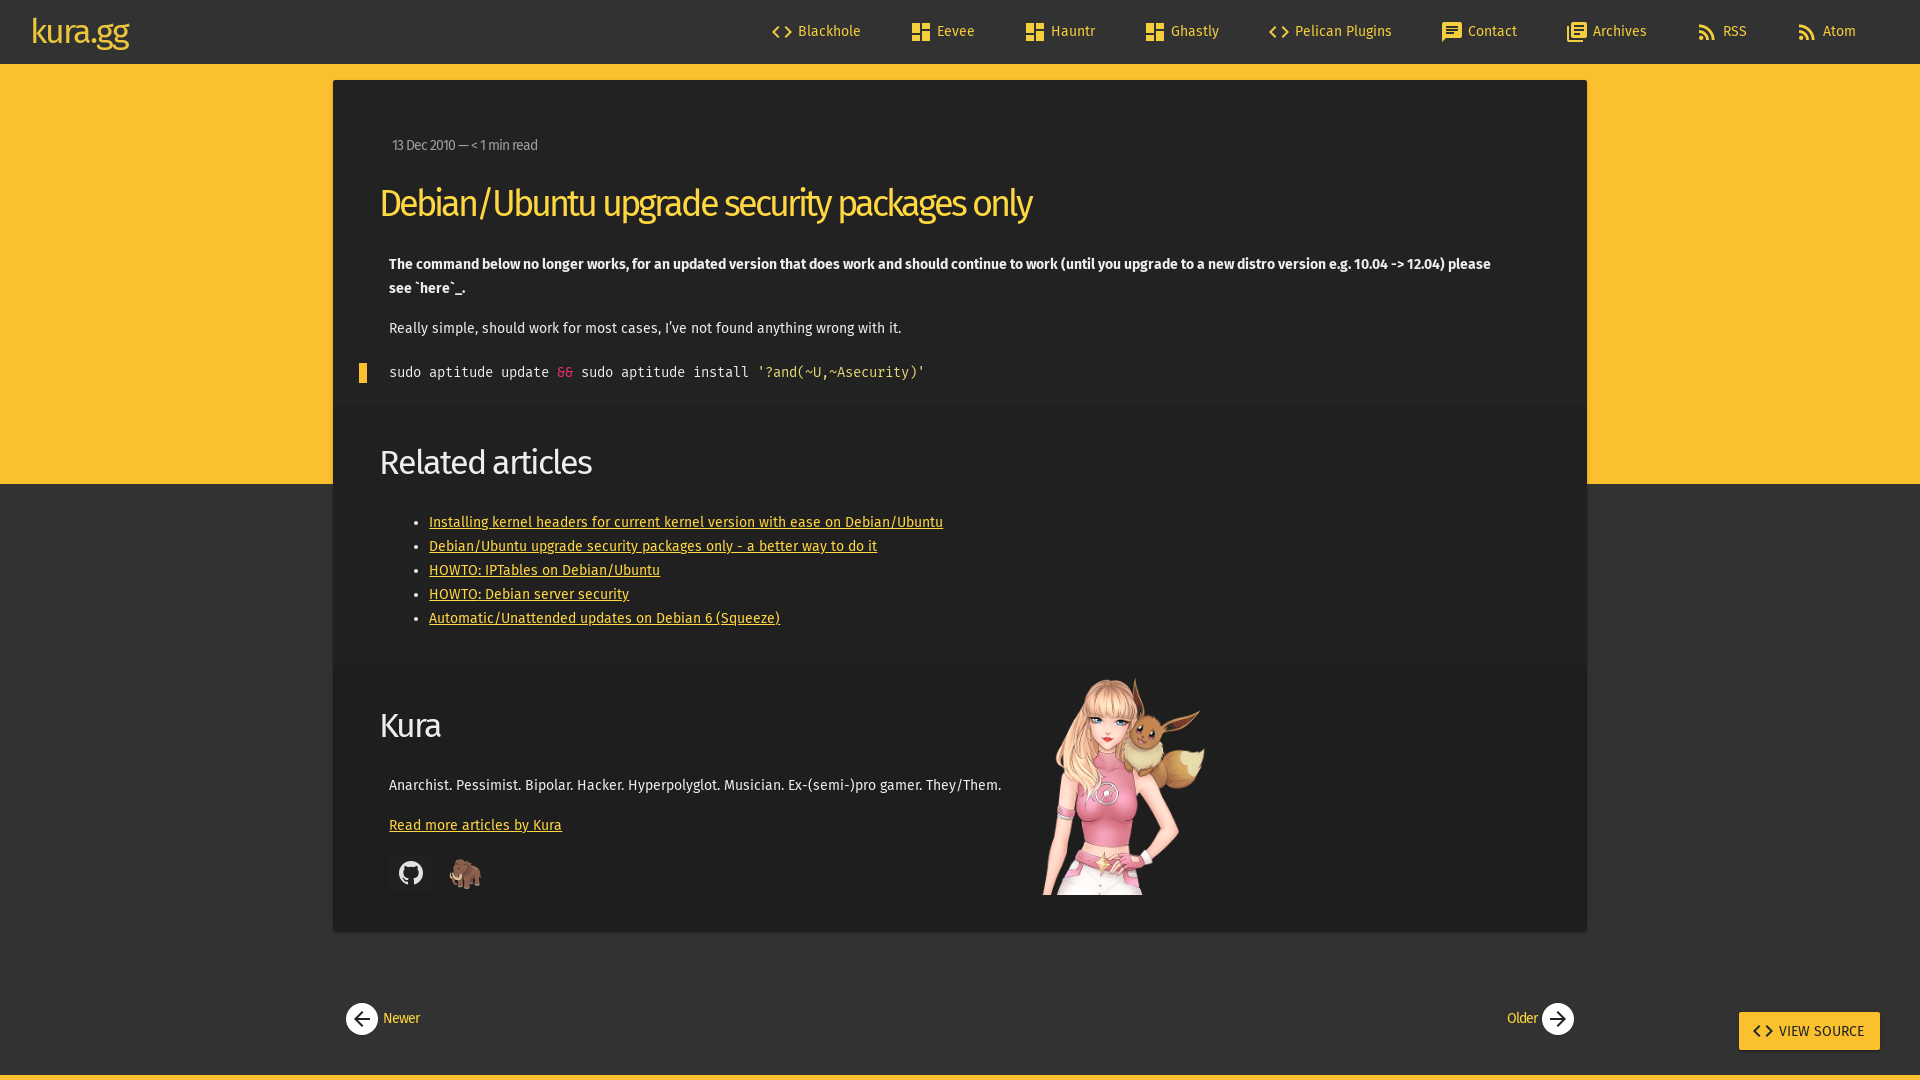 kura.gg
Blackhole
Eevee
Hauntr
Ghastly
Pelican Plugins
Contact
Archives
RSS
Atom
13 Dec 2010 — < 1 min read
Debian/Ubuntu upgrade security packages only
The command below no longer works, for an updated version that does work and should continue to work (until you upgrade to a new distro version e.g. 10.04 -> 12.04) please
see `here`_.
Really simple, should work for most cases, I’ve not found anything wrong with it.
sudo aptitude update && sudo aptitude install '?and(~U,~Asecurity)'
Related articles
Installing kernel headers for current kernel version with ease on Debian/Ubuntu
Debian/Ubuntu upgrade security packages only - a better way to do it
HOWTO: IPTables on Debian/Ubuntu
HOWTO: Debian server security
Automatic/Unattended updates on Debian 6 (Squeeze)
Kura
Anarchist. Pessimist. Bipolar. Hacker. Hyperpolyglot. Musician. Ex-(semi-)pro gamer. They/Them.
Read more articles by Kura
Newer
Older
VIEW SOURCE